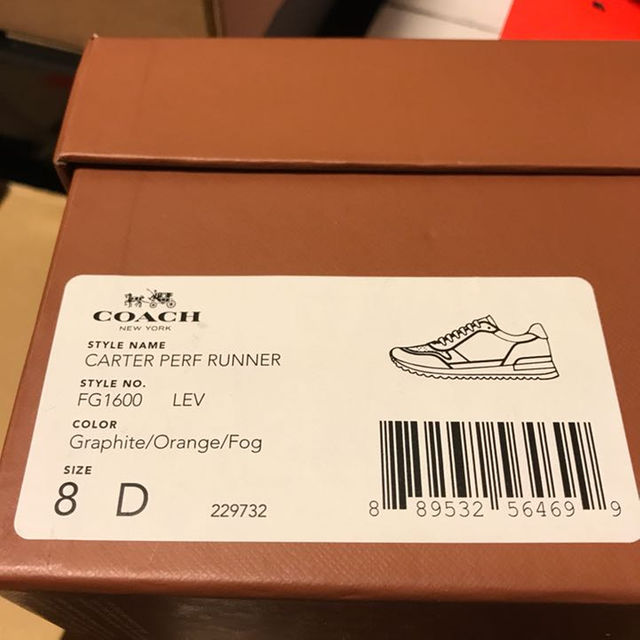 COACH
NEW YORK
STYLE NAME
CARTER PERF RUNNER
STYLE NO.
FG1600 LEV
COLOR
Graphite/Orange/Fog
SIZE
8 D 229732
8 89532 56469 9